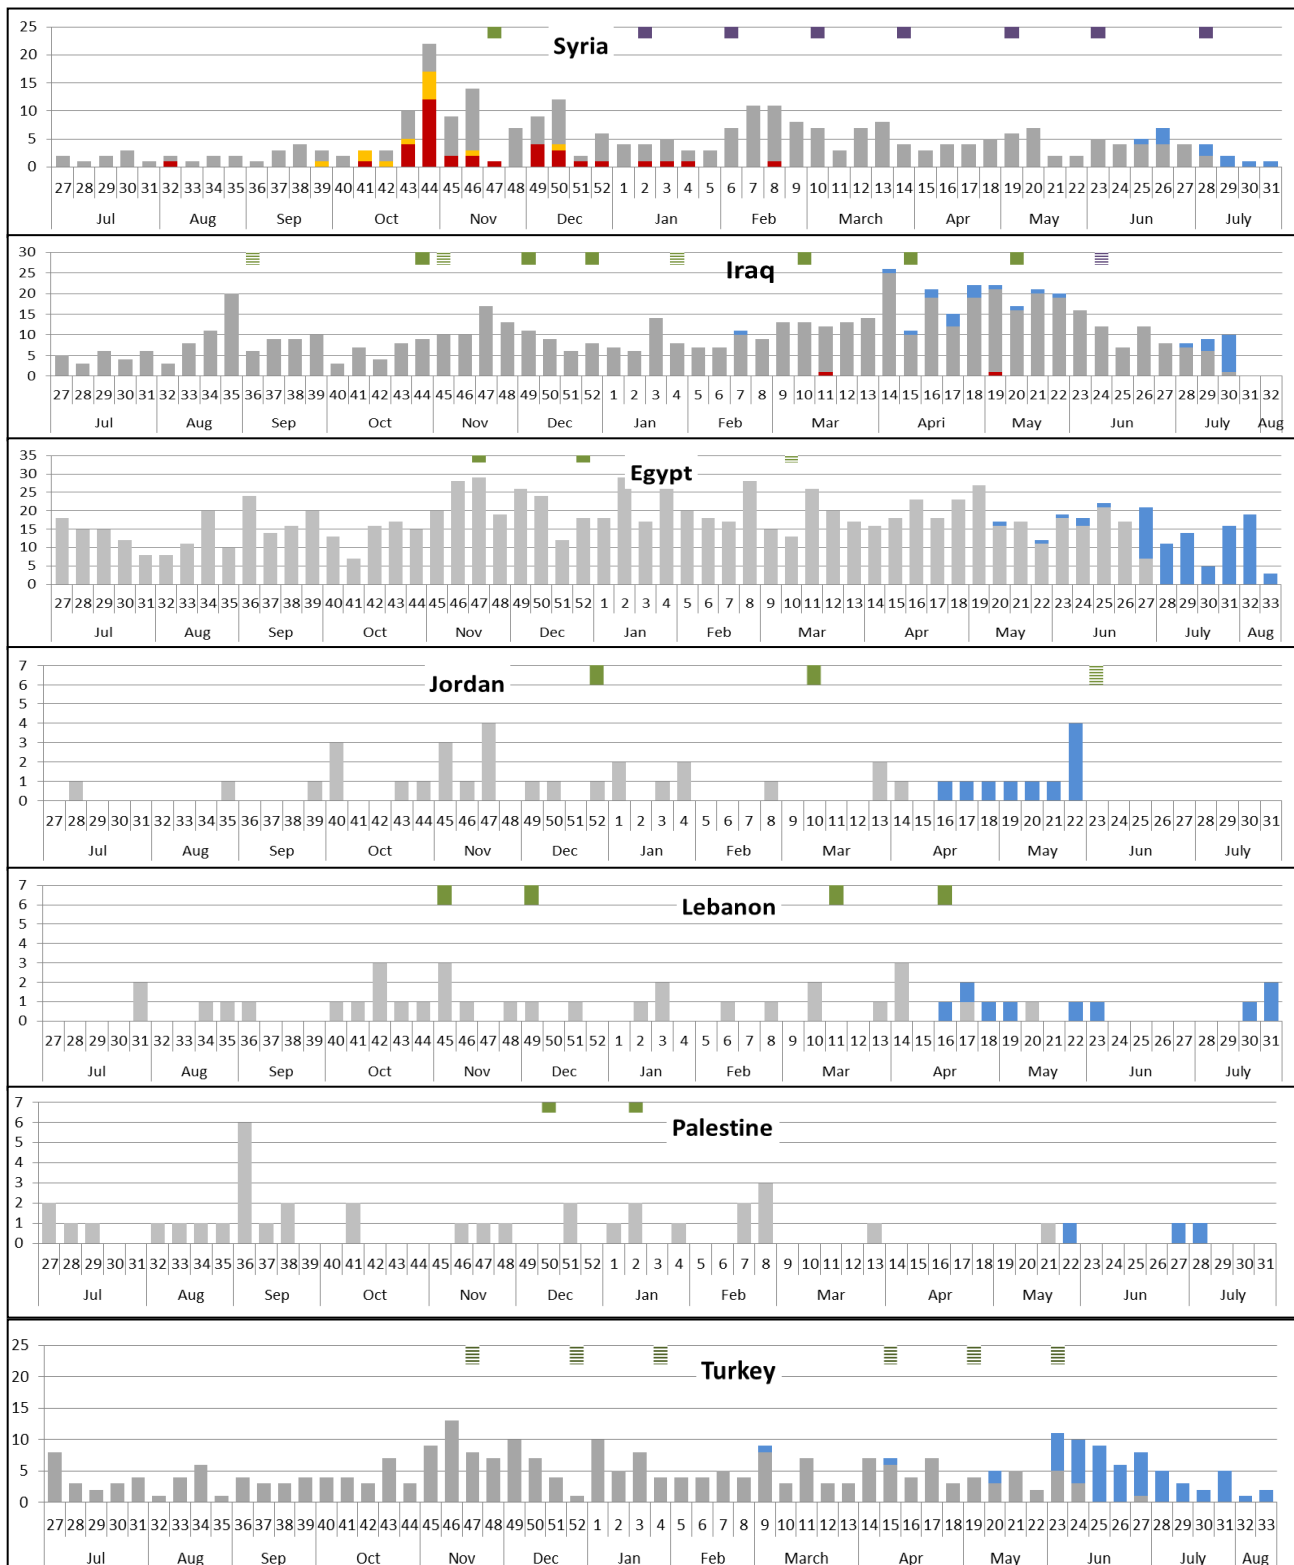 Syria
25
20
15
10
5
0
27 28 29 30 31 32 33 34 35 36 37 38 39 40 41 42 43 44 45 46 47 48 49 50 51 52 1 2 3 4 5 6 7 8 9 10 11 12 13 14 15 16 17 18 19 20 21 22 23 24 25 26 27 28 29 30 31
Jul Aug Sep Oct Nov Dec Jan Feb March Apr May Jun July
Iraq
30
25
20
15
10
5
0
27 28 29 30 31 32 33 34 35 36 37 38 39 40 41 42 43 44 45 46 47 48 49 50 51 52 1 2 3 4 5 6 7 8 9 10 11 12 13 14 15 16 17 18 19 20 21 22 23 24 25 26 27 28 29 30 31 32
Jul Aug Sep Oct Nov Dec Jan Feb Mar Apri May Jun July Aug
Egypt
35
30
25
20
15
10
5
0
27 28 29 30 31 32 33 34 35 36 37 38 39 40 41 42 43 44 45 46 47 48 49 50 51 52 1 2 3 4 5 6 7 8 9 10 11 12 13 14 15 16 17 18 19 20 21 22 23 24 25 26 27 28 29 30 31 32 33
Jul Aug Sep Oct Nov Dec Jan Feb Mar Apr May Jun July Aug
Jordan
7
6
5
4
3
2
1
0
27 28 29 30 31 32 33 34 35 36 37 38 39 40 41 42 43 44 45 46 47 48 49 50 51 52 1 2 3 4 5 6 7 8 9 10 11 12 13 14 15 16 17 18 19 20 21 22 23 24 25 26 27 28 29 30 31
Jul Aug Sep Oct Nov Dec Jan Feb Mar Apr May Jun July
Lebanon
7
6
5
4
3
2
1
0
27 28 29 30 31 32 33 34 35 36 37 38 39 40 41 42 43 44 45 46 47 48 49 50 51 52 1 2 3 4 5 6 7 8 9 10 11 12 13 14 15 16 17 18 19 20 21 22 23 24 25 26 27 28 29 30 31
Jul Aug Sep Oct Nov Dec Jan Feb Mar Apr May Jun July
Palestine
7
6
5
4
3
2
1
0
27 28 29 30 31 32 33 34 35 36 37 38 39 40 41 42 43 44 45 46 47 48 49 50 51 52 1 2 3 4 5 6 7 8 9 10 11 12 13 14 15 16 17 18 19 20 21 22 23 24 25 26 27 28 29 30 31
Jul Aug Sep Oct Nov Dec Jan Feb Mar Apr May Jun July
Turkey
25
20
15
10
5
0
27 28 29 30 31 32 33 34 35 36 37 38 39 40 41 42 43 44 45 46 47 48 49 50 51 52 1 2 3 4 5 6 7 8 9 10 11 12 13 14 15 16 17 18 19 20 21 22 23 24 25 26 27 28 29 30 31 32 33
Jul Aug Sep Oct Nov Dec Jan Feb March Apr May Jun July Aug